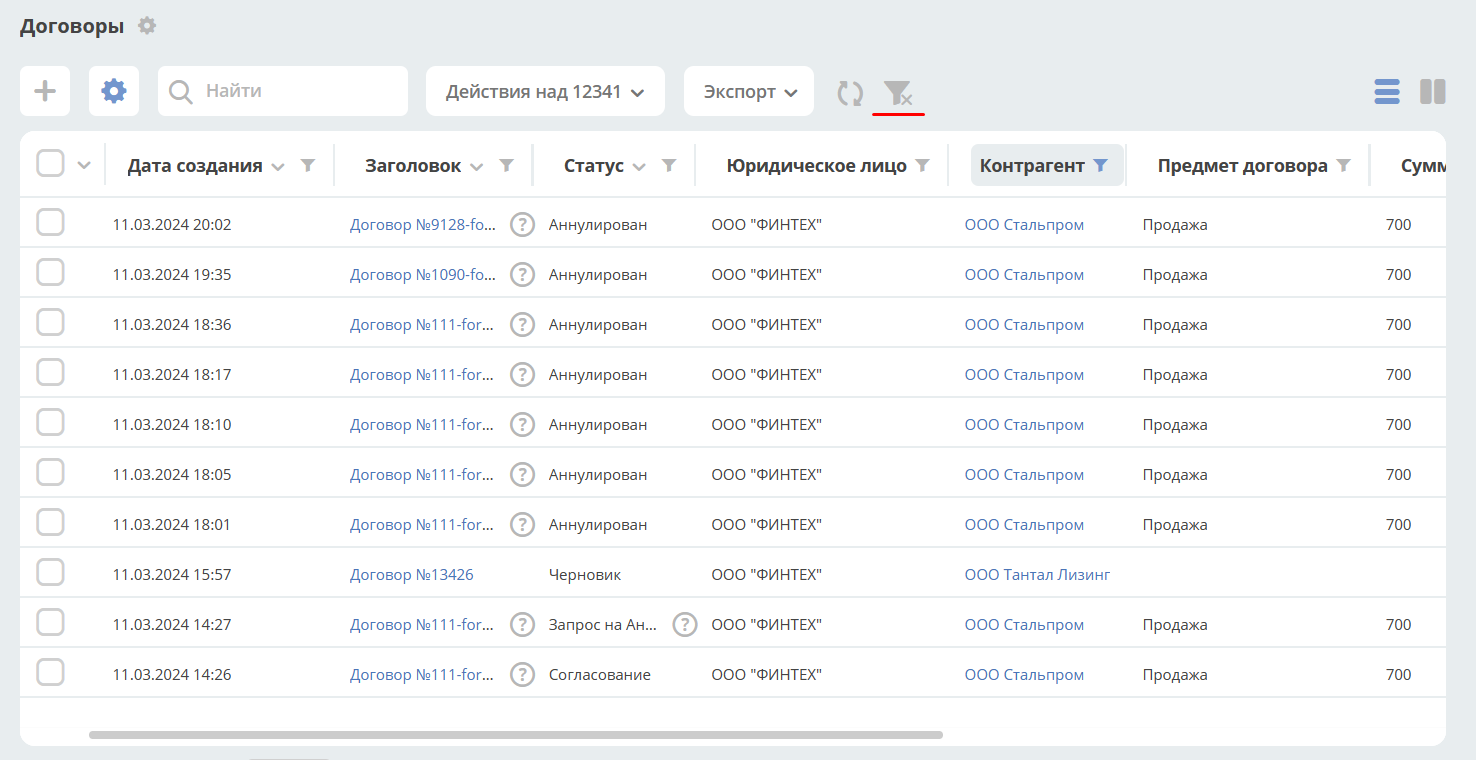 Договоры
Найти
Действия над 12341
Экспорт
Дата создания Заголовок Статус Юридическое лицо Контрагент Предмет договора Сумм
11.03.2024 20:02 Договор №9128-fo... ? Аннулирован ООО "ФИНТЕХ" ООО Стальпром Продажа 700
11.03.2024 19:35 Договор №1090-fo... ? Аннулирован ООО "ФИНТЕХ" ООО Стальпром Продажа 700
11.03.2024 18:36 Договор №111-for... ? Аннулирован ООО "ФИНТЕХ" ООО Стальпром Продажа 700
11.03.2024 18:17 Договор №111-for... ? Аннулирован ООО "ФИНТЕХ" ООО Стальпром Продажа 700
11.03.2024 18:10 Договор №111-for... ? Аннулирован ООО "ФИНТЕХ" ООО Стальпром Продажа 700
11.03.2024 18:05 Договор №111-for... ? Аннулирован ООО "ФИНТЕХ" ООО Стальпром Продажа 700
11.03.2024 18:01 Договор №111-for... ? Аннулирован ООО "ФИНТЕХ" ООО Стальпром Продажа 700
11.03.2024 15:57 Договор №13426 Черновик ООО "ФИНТЕХ" ООО Тантал Лизинг
11.03.2024 14:27 Договор №111-for... ? Запрос на Ан... ? ООО "ФИНТЕХ" ООО Стальпром Продажа 700
11.03.2024 14:26 Договор №111-for... ? Согласование ООО "ФИНТЕХ" ООО Стальпром Продажа 700